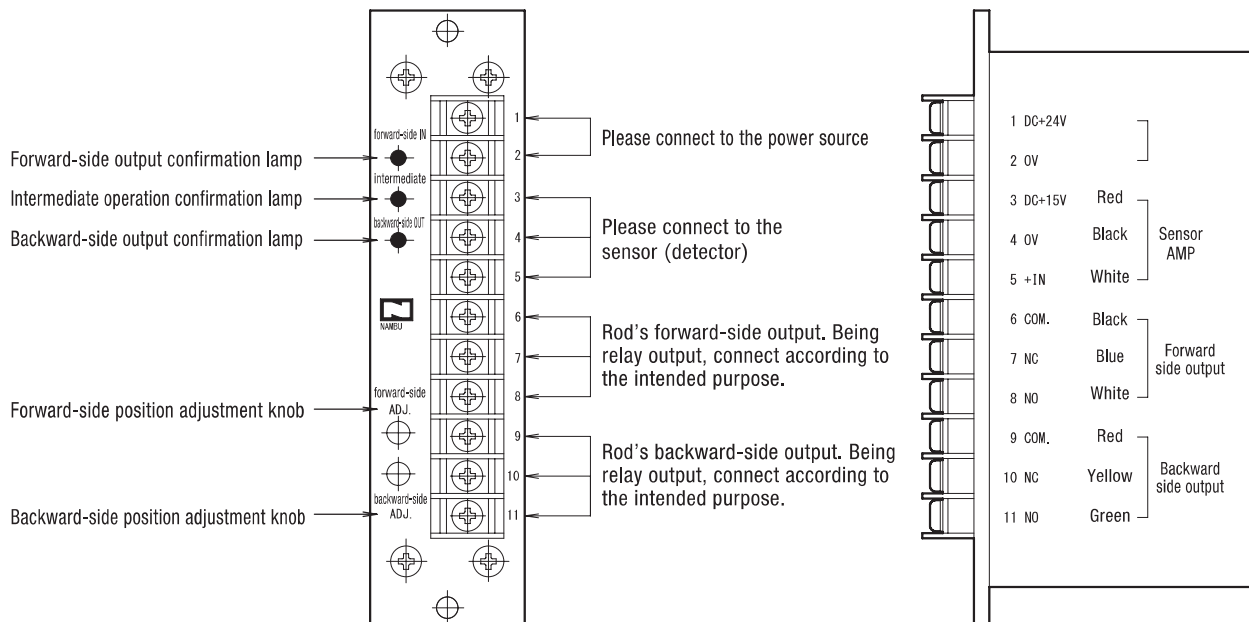 Forward-side output confirmation lamp
Intermediate operation confirmation lamp
Backward-side output confirmation lamp
Forward-side position adjustment knob
Backward-side position adjustment knob
forward-side IN
intermediate
backward-side OUT
NAMBU
forward-side
ADJ.
backward-side
ADJ.
1
2
3
4
5
6
7
8
9
10
11
Please connect to the power source
Please connect to the
sensor (detector)
Rod's forward-side output. Being
relay output, connect according to
the intended purpose.
Rod's backward-side output. Being
relay output, connect according to
the intended purpose.
1 DC+24V
2 0V
3 DC+15V Red
4 0V Black
5 +IN White
Sensor
AMP
6 COM. Black
7 NC Blue
8 NO White
Forward
side output
9 COM. Red
10 NC Yellow
11 NO Green
Backward
side output